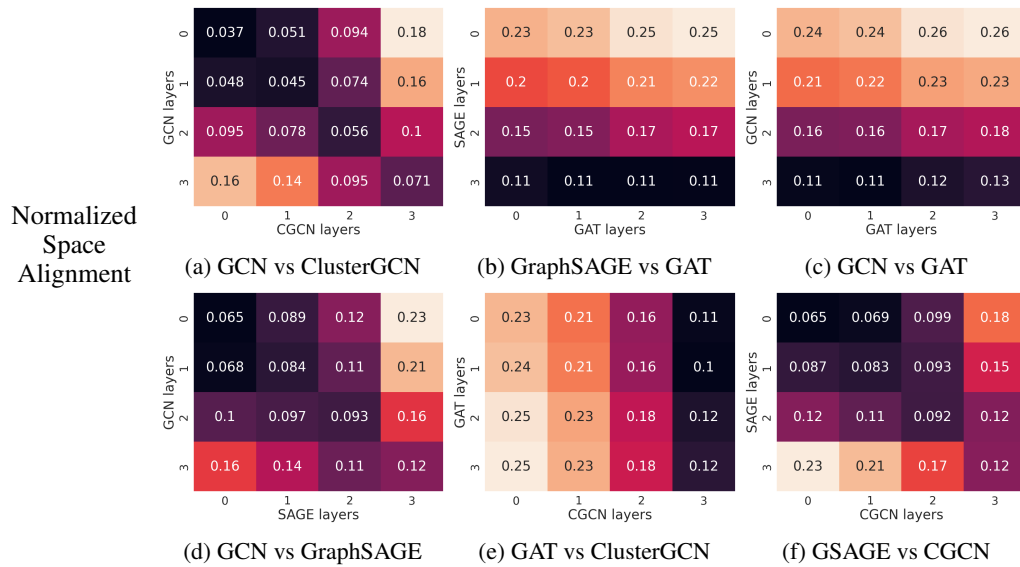 Normalized
Space
Alignment
GCN layers
0 0.037 0.051 0.094 0.18
1 0.048 0.045 0.074 0.16
2 0.095 0.078 0.056 0.1
3 0.16 0.14 0.095 0.071
0 1 2 3
CGCN layers
(a) GCN vs ClusterGCN
SAGE layers
0 0.23 0.23 0.25 0.25
1 0.2 0.2 0.21 0.22
2 0.15 0.15 0.17 0.17
3 0.11 0.11 0.11 0.11
0 1 2 3
GAT layers
(b) GraphSAGE vs GAT
GCN layers
0 0.24 0.24 0.26 0.26
1 0.21 0.22 0.23 0.23
2 0.16 0.16 0.17 0.18
3 0.11 0.11 0.12 0.13
0 1 2 3
GAT layers
(c) GCN vs GAT
GCN layers
0 0.065 0.089 0.12 0.23
1 0.068 0.084 0.11 0.21
2 0.1 0.097 0.093 0.16
3 0.16 0.14 0.11 0.12
0 1 2 3
SAGE layers
(d) GCN vs GraphSAGE
GAT layers
0 0.23 0.21 0.16 0.11
1 0.24 0.21 0.16 0.1
2 0.25 0.23 0.18 0.12
3 0.25 0.23 0.18 0.12
0 1 2 3
CGCN layers
(e) GAT vs ClusterGCN
SAGE layers
0 0.065 0.069 0.099 0.18
1 0.087 0.083 0.093 0.15
2 0.12 0.11 0.092 0.12
3 0.23 0.21 0.17 0.12
0 1 2 3
CGCN layers
(f) GSAGE vs CGCN